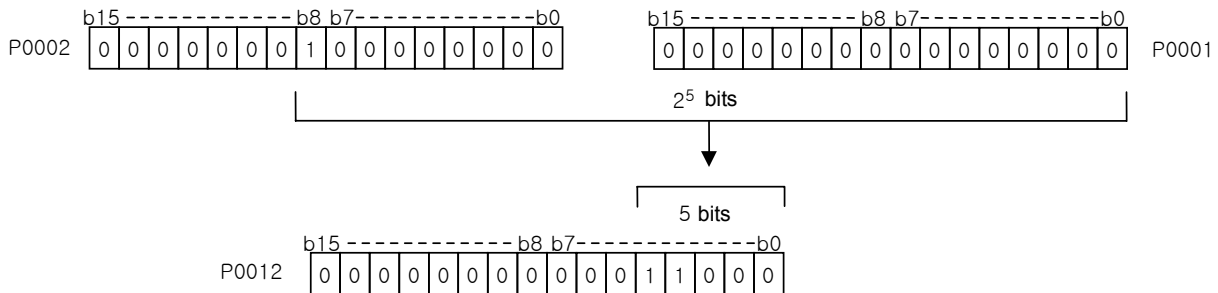 b15 --------------- b8 b7---------------b0
P0002 0 0 0 0 0 0 0 1 0 0 0 0 0 0 0 0
b15 --------------- b8 b7---------------b0
0 0 0 0 0 0 0 0 0 0 0 0 0 0 0 0 P0001
2⁵ bits
5 bits
b15 --------------- b8 b7---------------b0
P0012 0 0 0 0 0 0 0 0 0 0 0 1 1 0 0 0